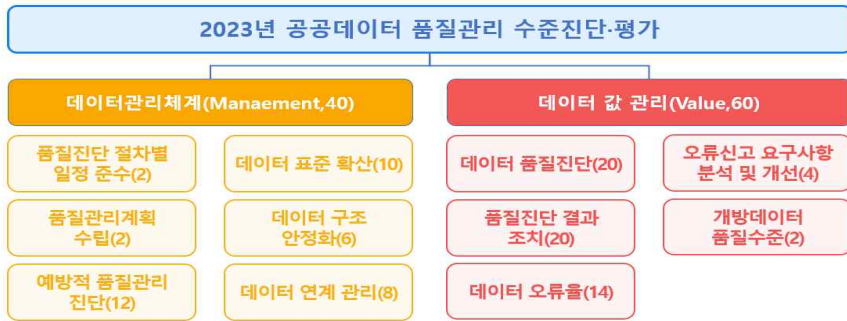 2023년 공공데이터 품질관리 수준진단·평가
데이터관리체계(Manaement,40)
품질진단 절차별
일정 준수(2)
데이터 표준 확산(10)
품질관리계획
수립(2)
데이터 구조
안정화(6)
예방적 품질관리
진단(12)
데이터 연계 관리(8)
데이터 값 관리(Value,60)
데이터 품질진단(20)
오류신고 요구사항
분석 및 개선(4)
품질진단 결과
조치(20)
개방데이터
품질수준(2)
데이터 오류율(14)